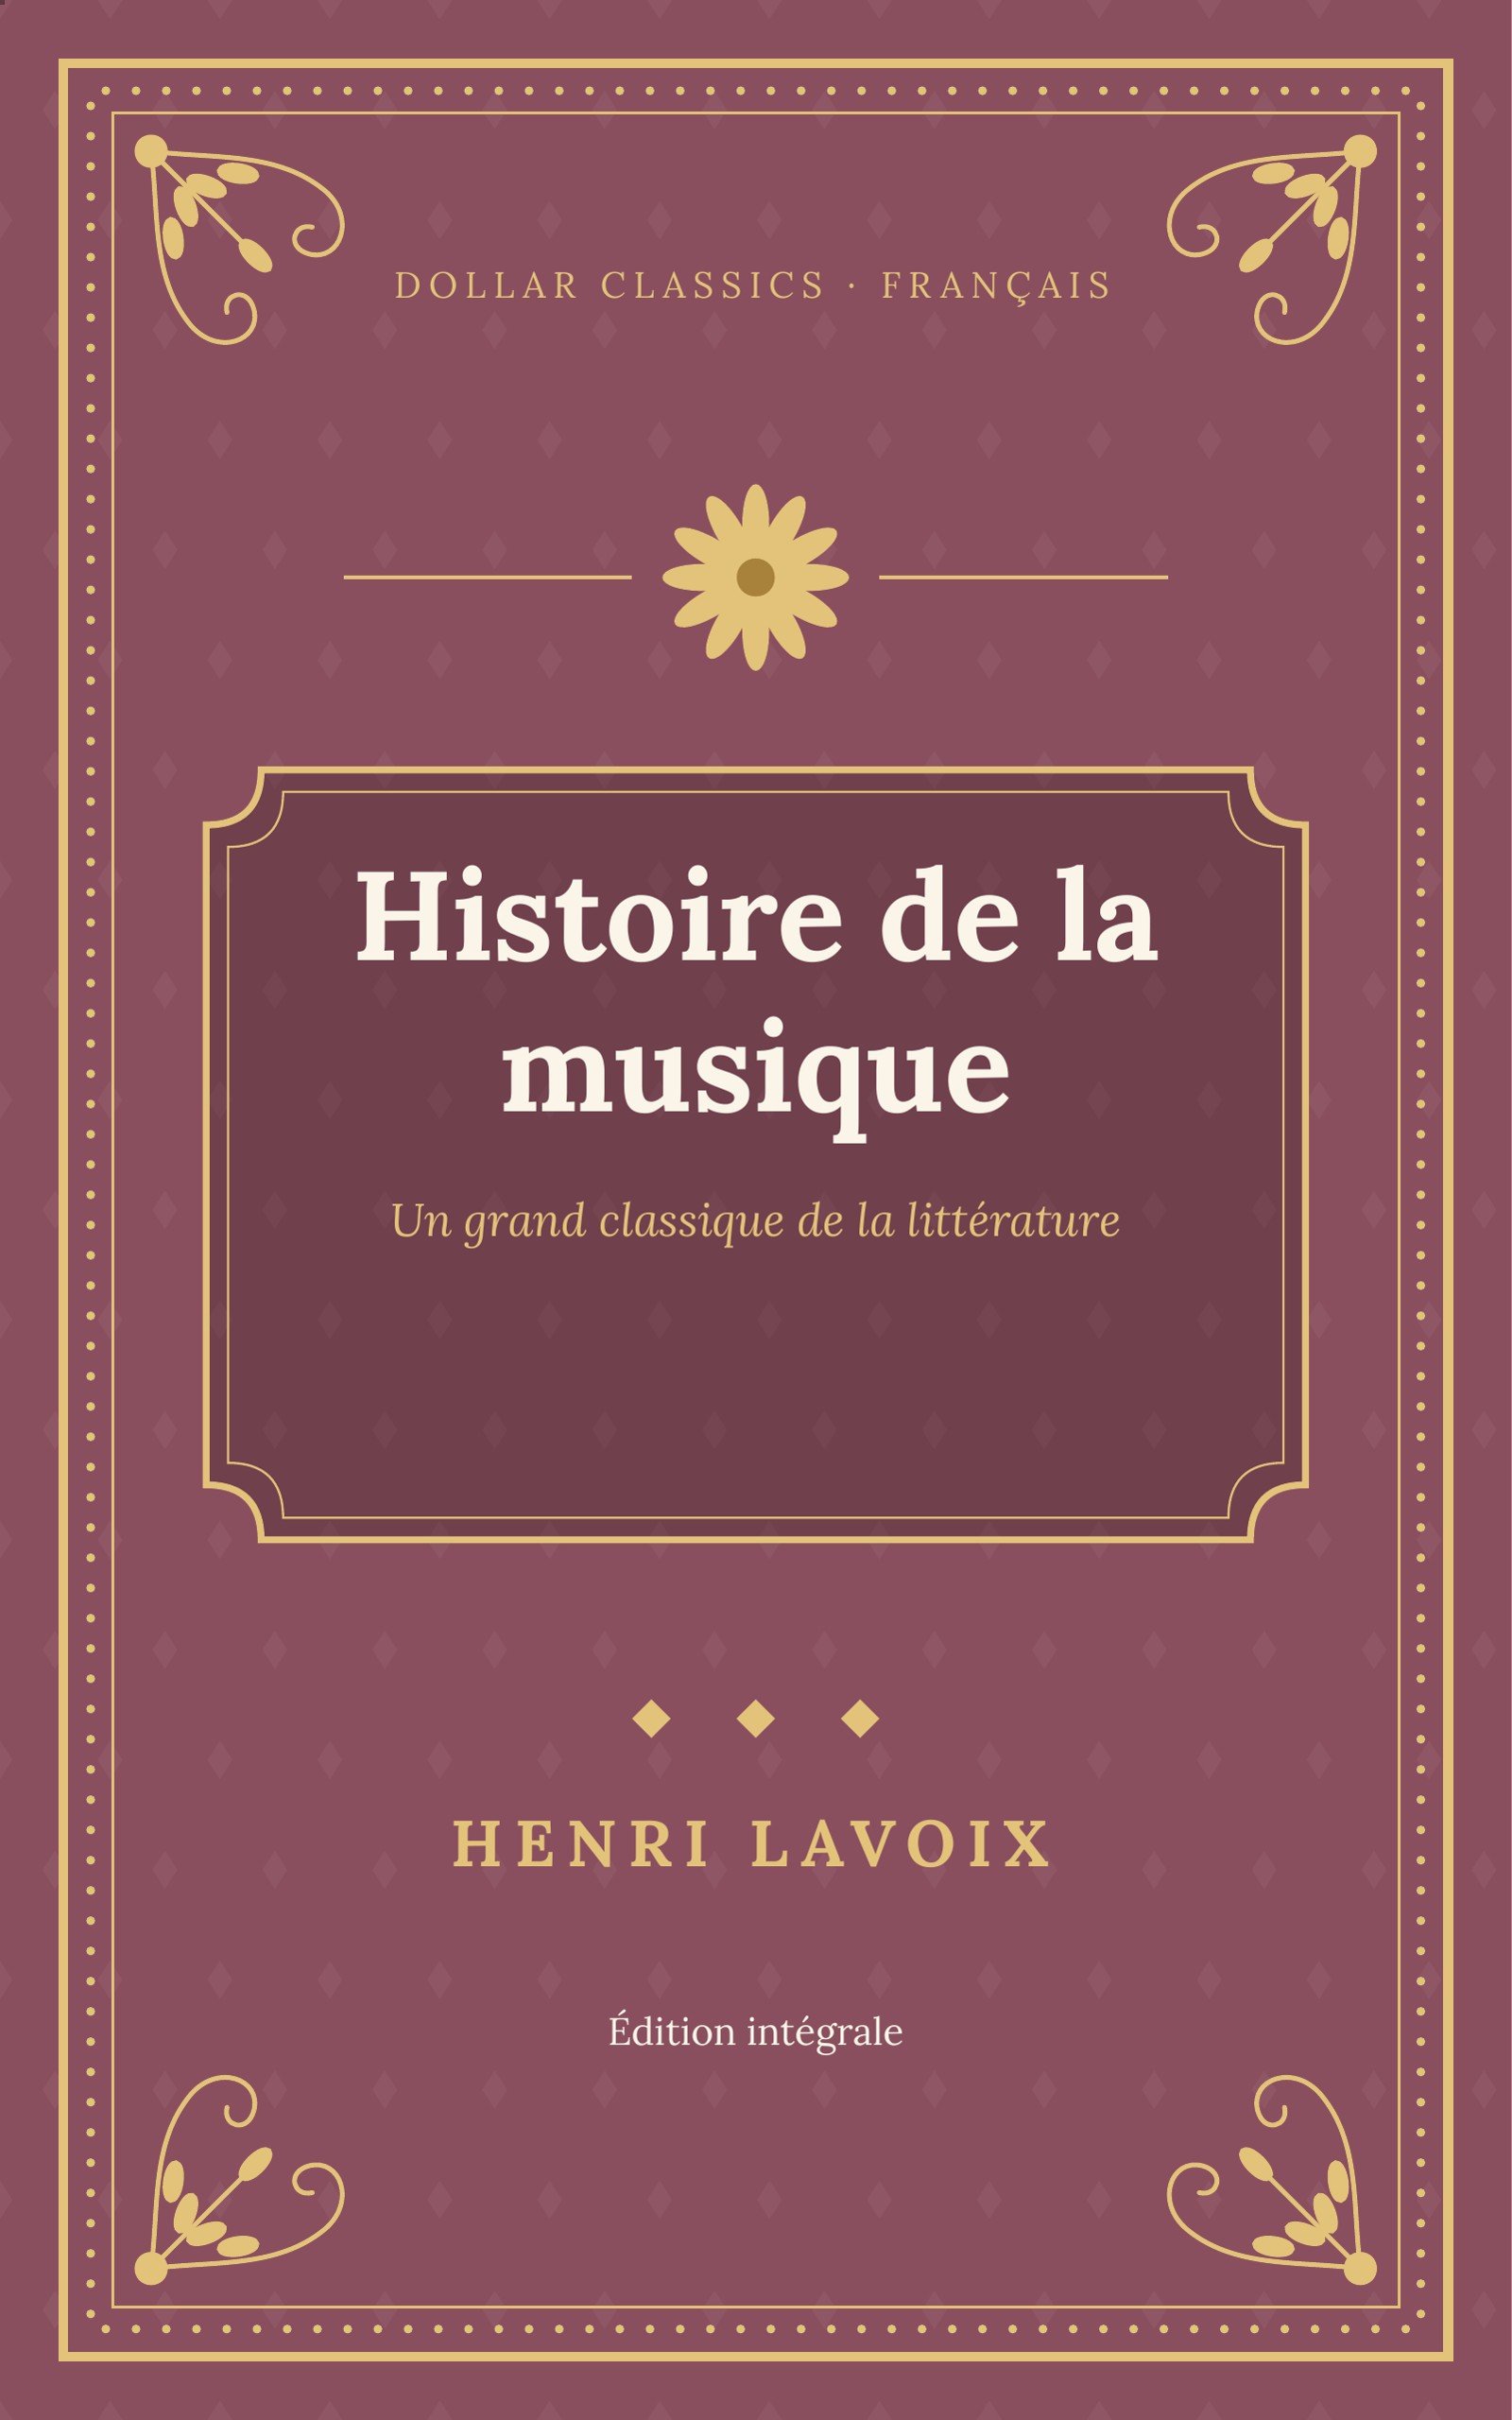 DOLLAR CLASSICS · FRANÇAIS
Histoire de la
musique
Un grand classique de la littérature
HENRI LAVOIX
Édition intégrale